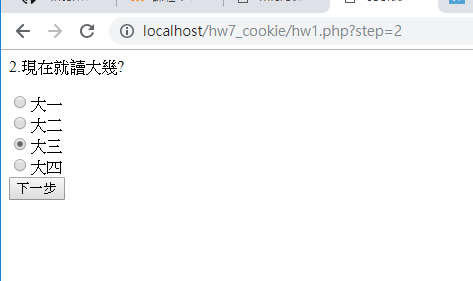 localhost/hw7_cookie/hw1.php?step=2
2.現在就讀大幾?
大一
大二
大三
大四
下一步